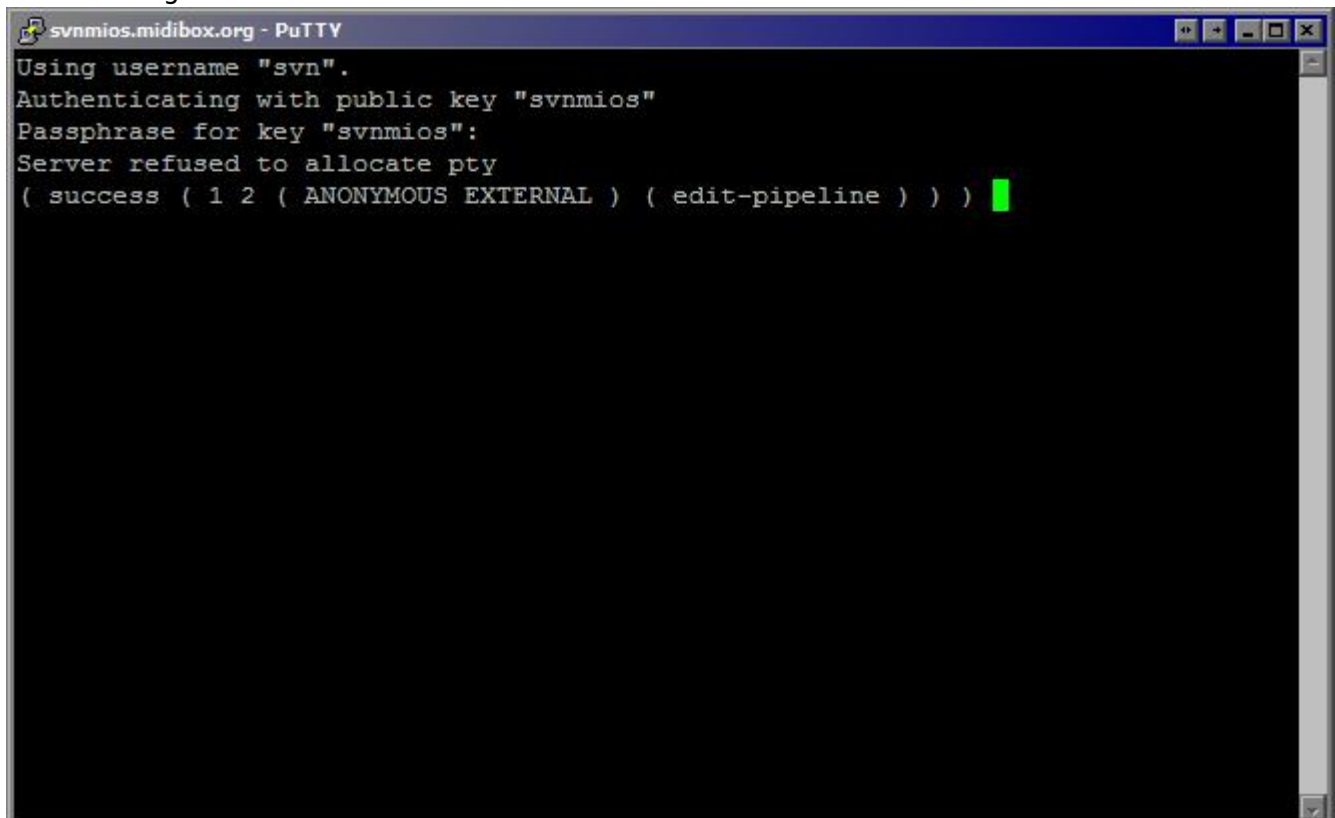 svnmios.midibox.org - PuTTY
Using username "svn".
Authenticating with public key "svnmios"
Passphrase for key "svnmios":
Server refused to allocate pty
( success ( 1 2 ( ANONYMOUS EXTERNAL ) ( edit-pipeline ) ) )